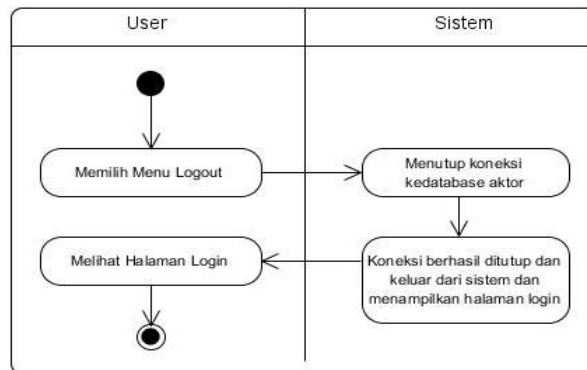 User
Sistem
Memilih Menu Logout
Menutup koneksi
kedatabase aktor
Melihat Halaman Login
Koneksi berhasil ditutup dan
keluar dari sistem dan
menampilkan halaman login